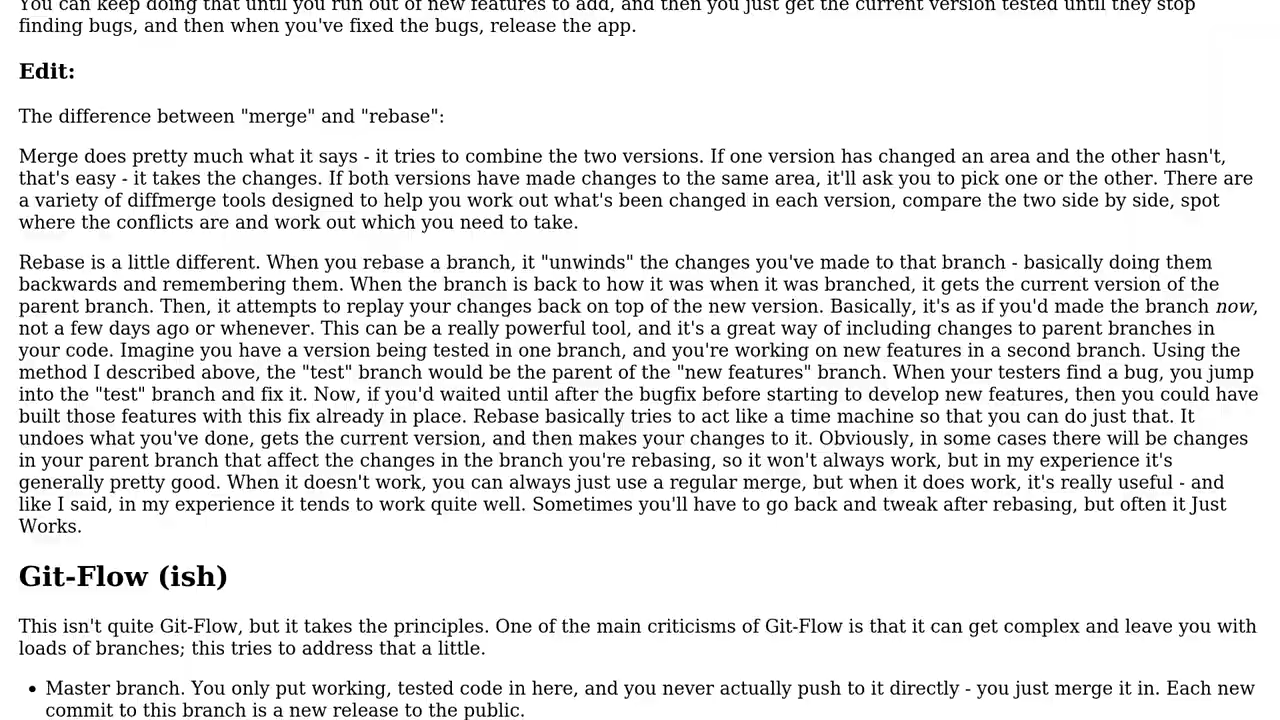 You can keep doing that until you run out of new features to add, and then you just get the current version tested until they stop
finding bugs, and then when you've fixed the bugs, release the app.
Edit:
The difference between "merge" and "rebase":
Merge does pretty much what it says - it tries to combine the two versions. If one version has changed an area and the other hasn't,
that's easy - it takes the changes. If both versions have made changes to the same area, it'll ask you to pick one or the other. There are
a variety of diffmerge tools designed to help you work out what's been changed in each version, compare the two side by side, spot
where the conflicts are and work out which you need to take.
Rebase is a little different. When you rebase a branch, it "unwinds" the changes you've made to that branch - basically doing them
backwards and remembering them. When the branch is back to how it was when it was branched, it gets the current version of the
parent branch. Then, it attempts to replay your changes back on top of the new version. Basically, it's as if you'd made the branch now,
not a few days ago or whenever. This can be a really powerful tool, and it's a great way of including changes to parent branches in
your code. Imagine you have a version being tested in one branch, and you're working on new features in a second branch. Using the
method I described above, the "test" branch would be the parent of the "new features" branch. When your testers find a bug, you jump
into the "test" branch and fix it. Now, if you'd waited until after the bugfix before starting to develop new features, then you could have
built those features with this fix already in place. Rebase basically tries to act like a time machine so that you can do just that. It
undoes what you've done, gets the current version, and then makes your changes to it. Obviously, in some cases there will be changes
in your parent branch that affect the changes in the branch you're rebasing, so it won't always work, but in my experience it's
generally pretty good. When it doesn't work, you can always just use a regular merge, but when it does work, it's really useful - and
like I said, in my experience it tends to work quite well. Sometimes you'll have to go back and tweak after rebasing, but often it Just
Works.
Git-Flow (ish)
This isn't quite Git-Flow, but it takes the principles. One of the main criticisms of Git-Flow is that it can get complex and leave you with
loads of branches; this tries to address that a little.
• Master branch. You only put working, tested code in here, and you never actually push to it directly - you just merge it in. Each new
commit to this branch is a new release to the public.